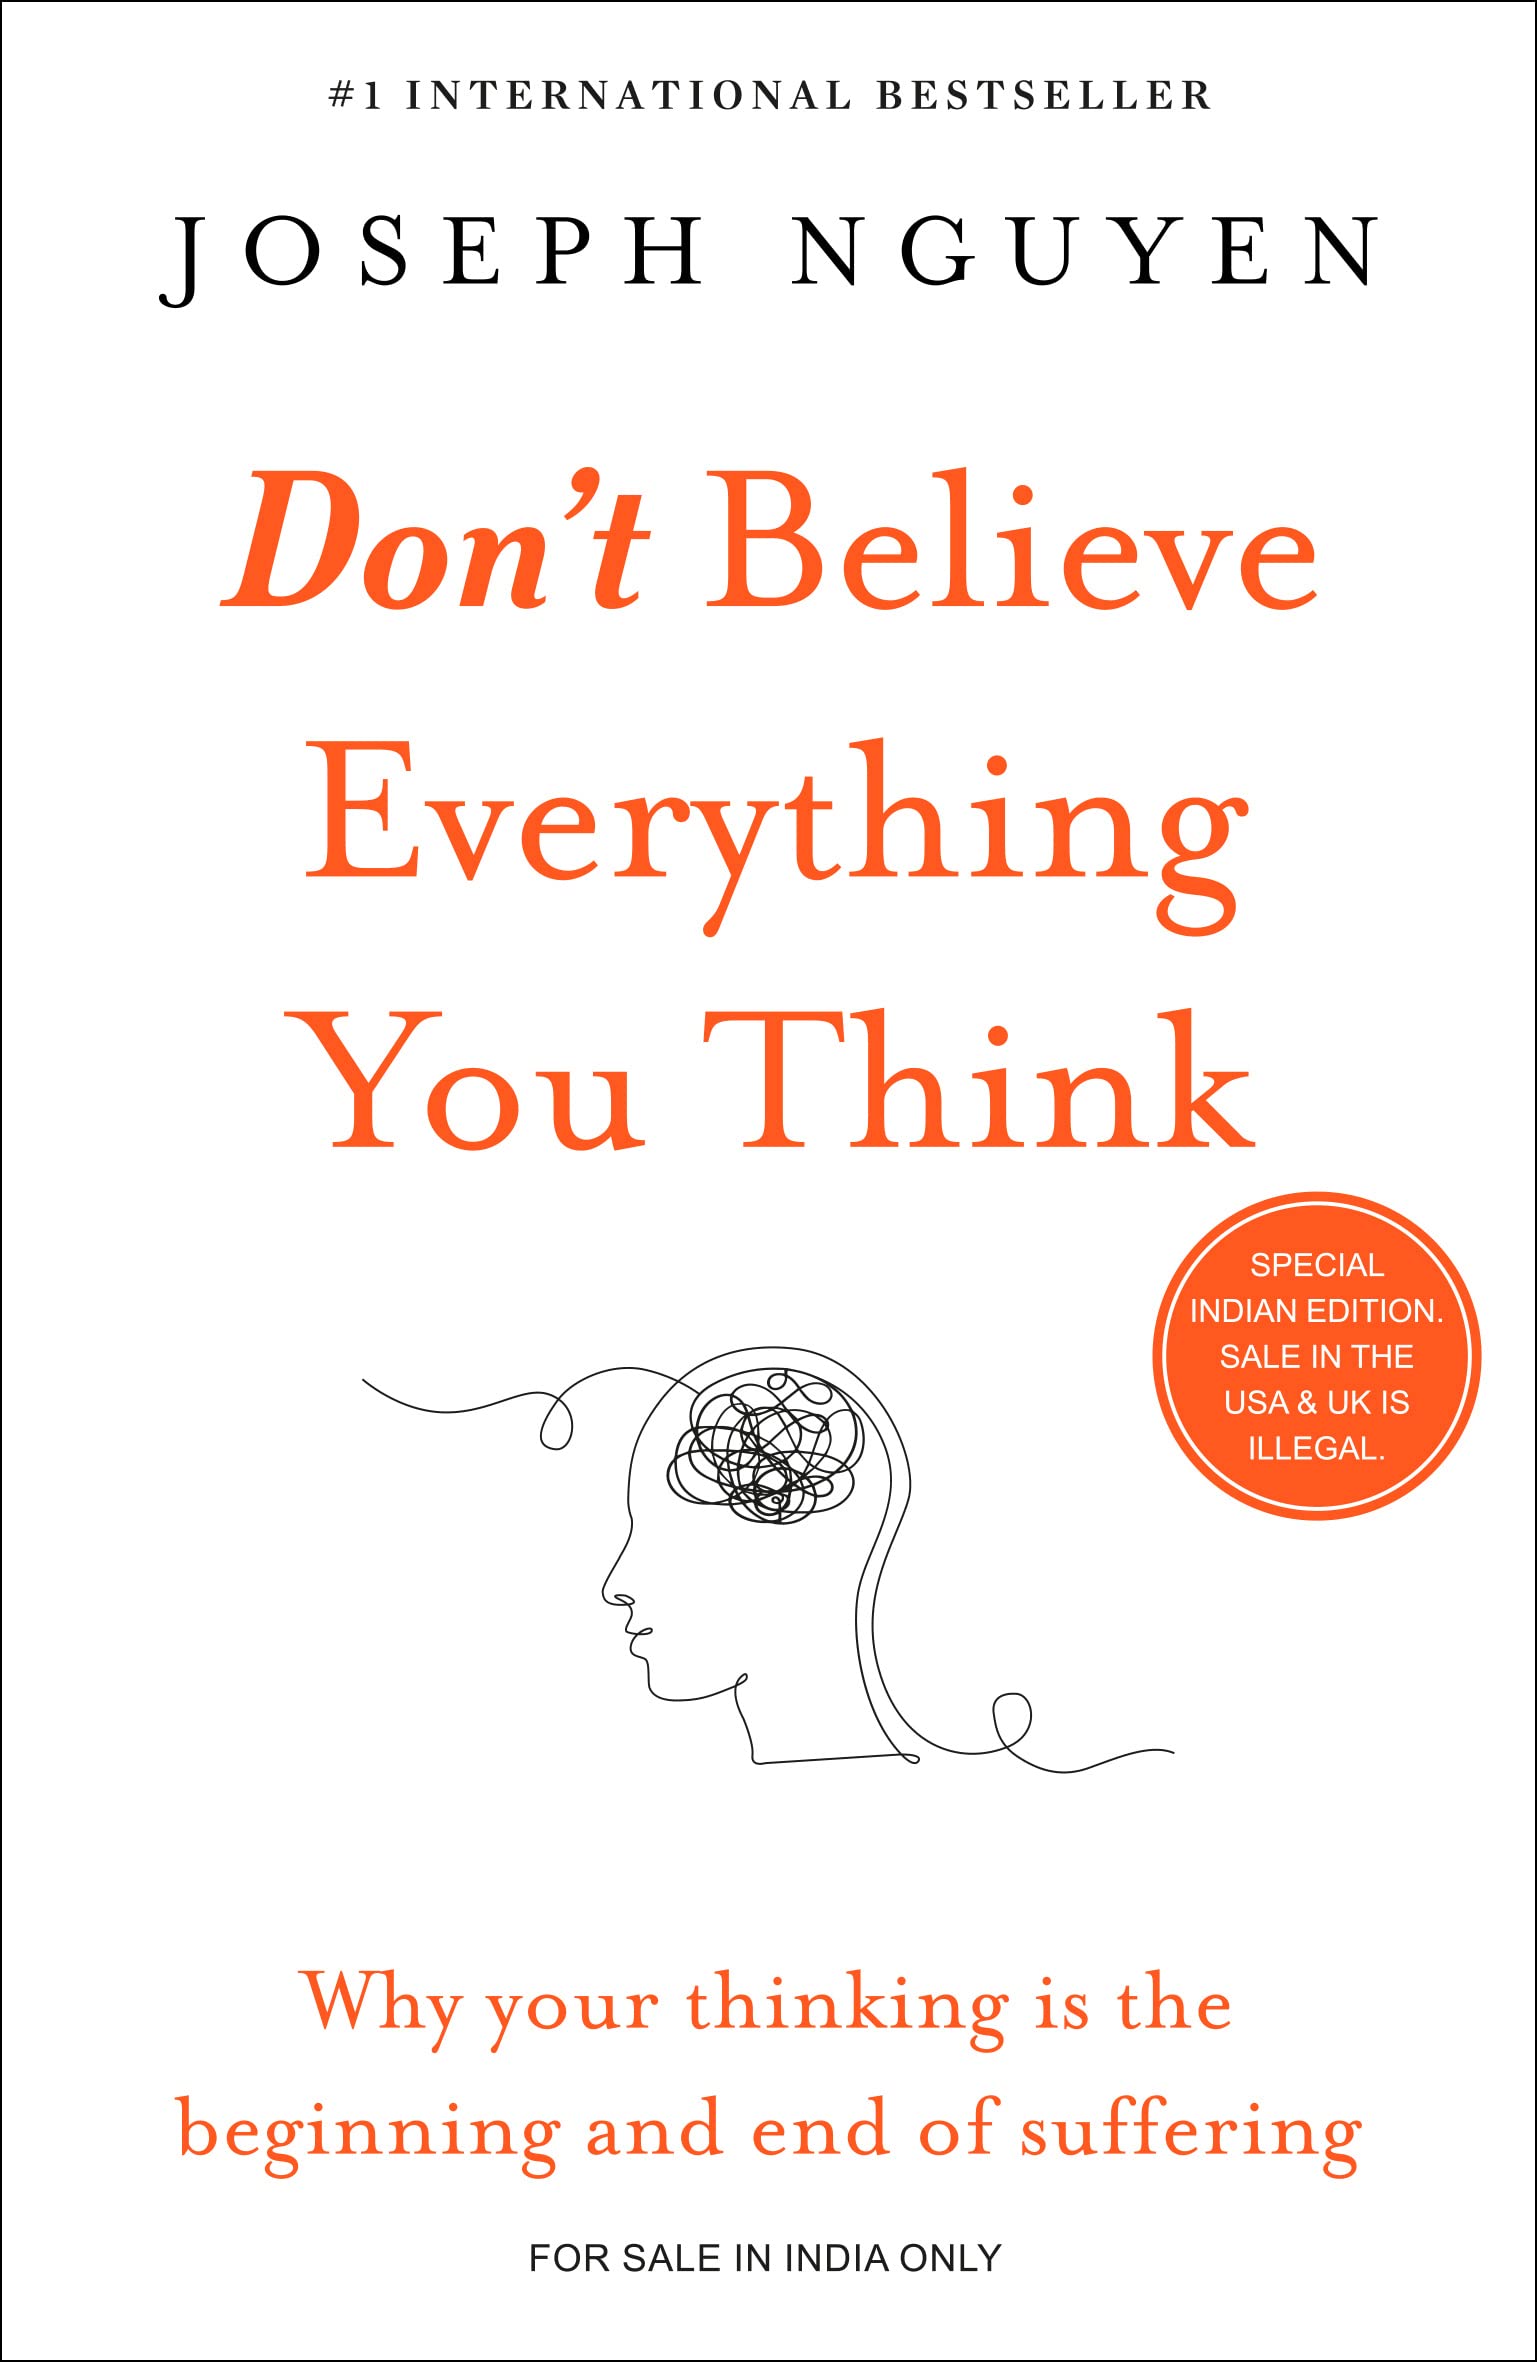 #1 INTERNATIONAL BESTSELLER
JOSEPH NGUYEN
Don’t Believe
Everything
You Think
SPECIAL
INDIAN EDITION.
SALE IN THE
USA & UK IS
ILLEGAL.
Why your thinking is the
beginning and end of suffering
FOR SALE IN INDIA ONLY